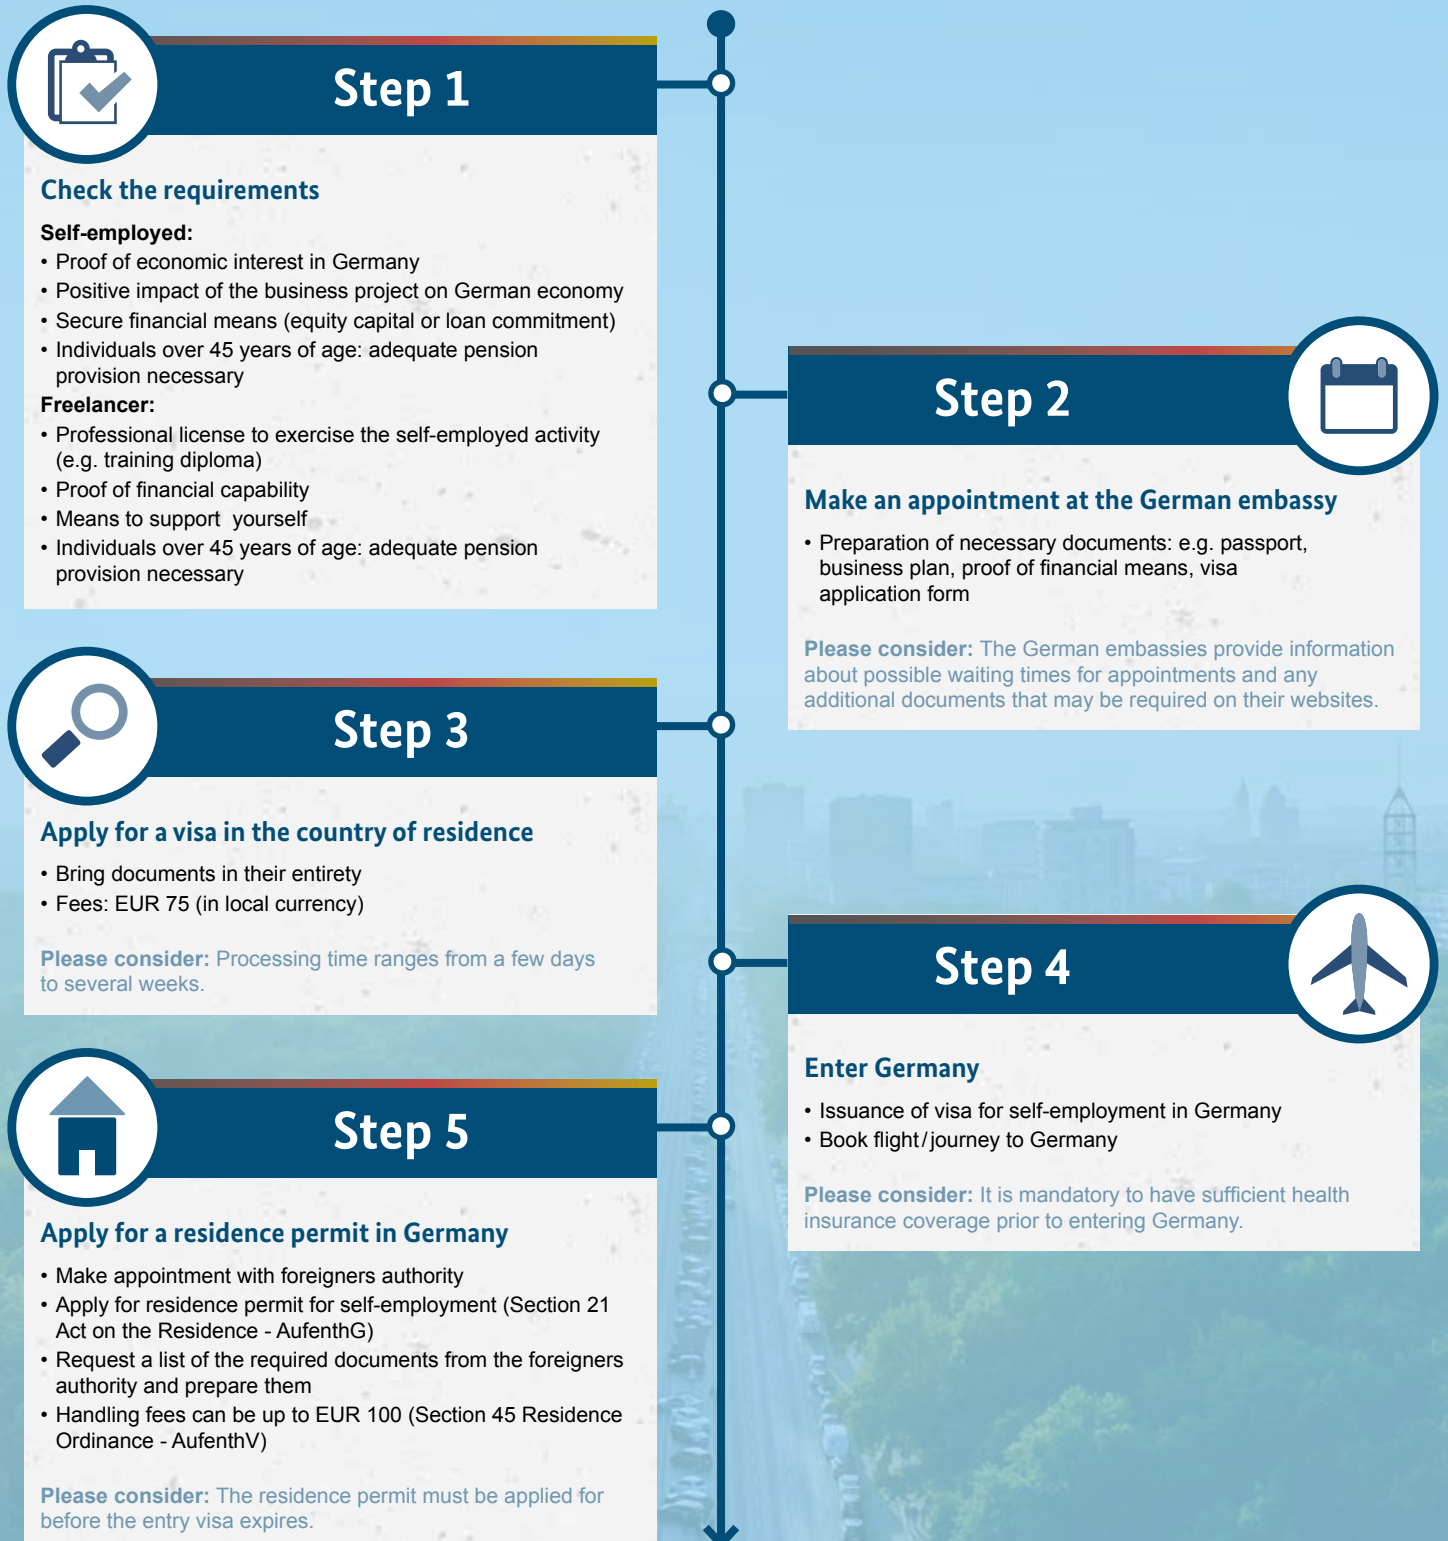 Step 1
Check the requirements
Self-employed:
• Proof of economic interest in Germany
• Positive impact of the business project on German economy
• Secure financial means (equity capital or loan commitment)
• Individuals over 45 years of age: adequate pension
provision necessary
Freelancer:
• Professional license to exercise the self-employed activity
(e.g. training diploma)
• Proof of financial capability
• Means to support yourself
• Individuals over 45 years of age: adequate pension
provision necessary
Step 2
Make an appointment at the German embassy
• Preparation of necessary documents: e.g. passport,
business plan, proof of financial means, visa
application form
Please consider: The German embassies provide information
about possible waiting times for appointments and any
additional documents that may be required on their websites.
Step 3
Apply for a visa in the country of residence
• Bring documents in their entirety
• Fees: EUR 75 (in local currency)
Please consider: Processing time ranges from a few days
to several weeks.
Step 4
Enter Germany
• Issuance of visa for self-employment in Germany
• Book flight/journey to Germany
Please consider: It is mandatory to have sufficient health
insurance coverage prior to entering Germany.
Step 5
Apply for a residence permit in Germany
• Make appointment with foreigners authority
• Apply for residence permit for self-employment (Section 21
Act on the Residence - AufenthG)
• Request a list of the required documents from the foreigners
authority and prepare them
• Handling fees can be up to EUR 100 (Section 45 Residence
Ordinance - AufenthV)
Please consider: The residence permit must be applied for
before the entry visa expires.